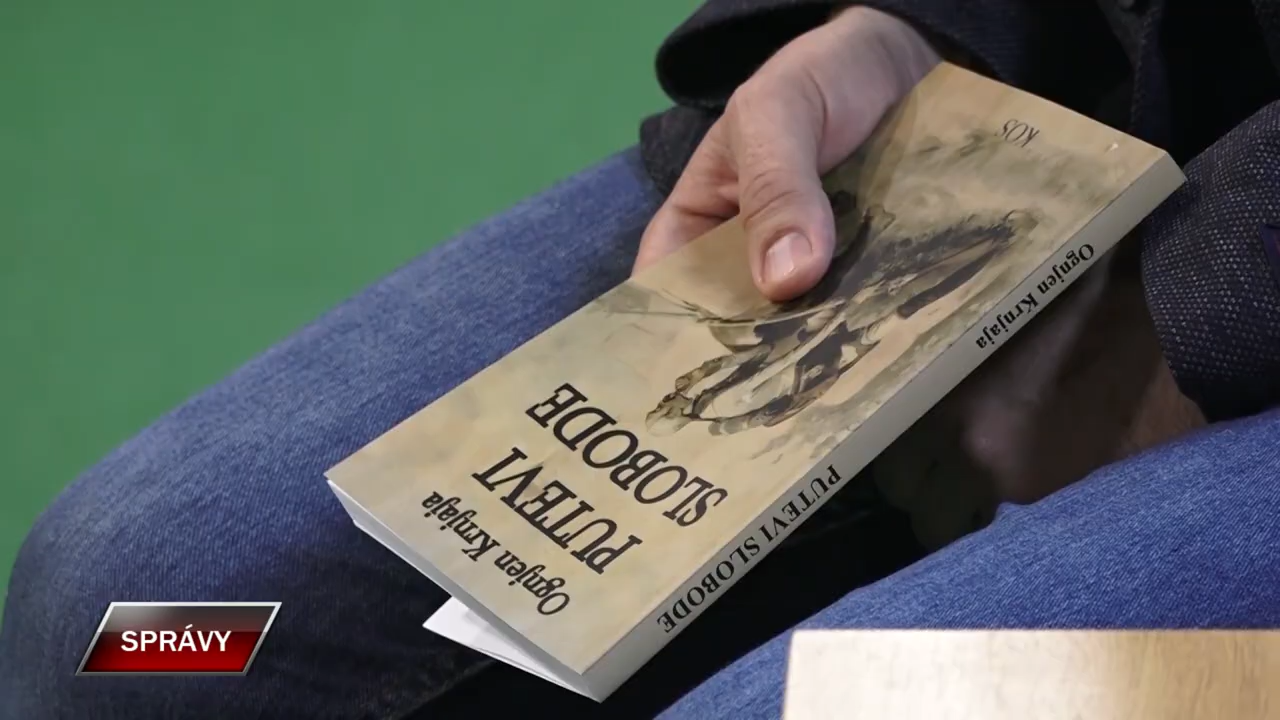 Ognjen Krnjaja
PUTEVI
SLOBODE
KOS
Ognjen Krnjaja
PUTEVI SLOBODE
SPRÁVY